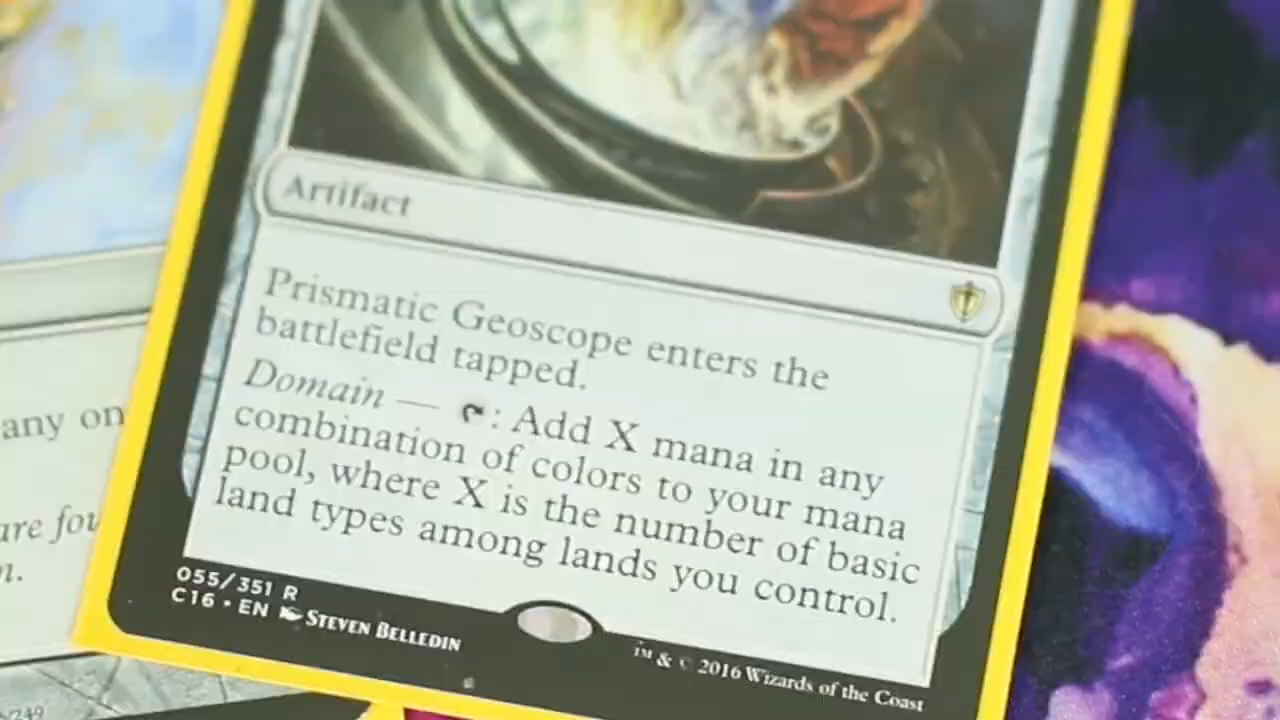 Artifact
Prismatic Geoscope enters the
battlefield tapped.
Domain — : Add X mana in any
combination of colors to your mana
pool, where X is the number of basic
land types among lands you control.
055/351 R
C16 • EN STEVEN BELLEDIN
™ & © 2016 Wizards of the Coast
any on
are fou
n.
/249